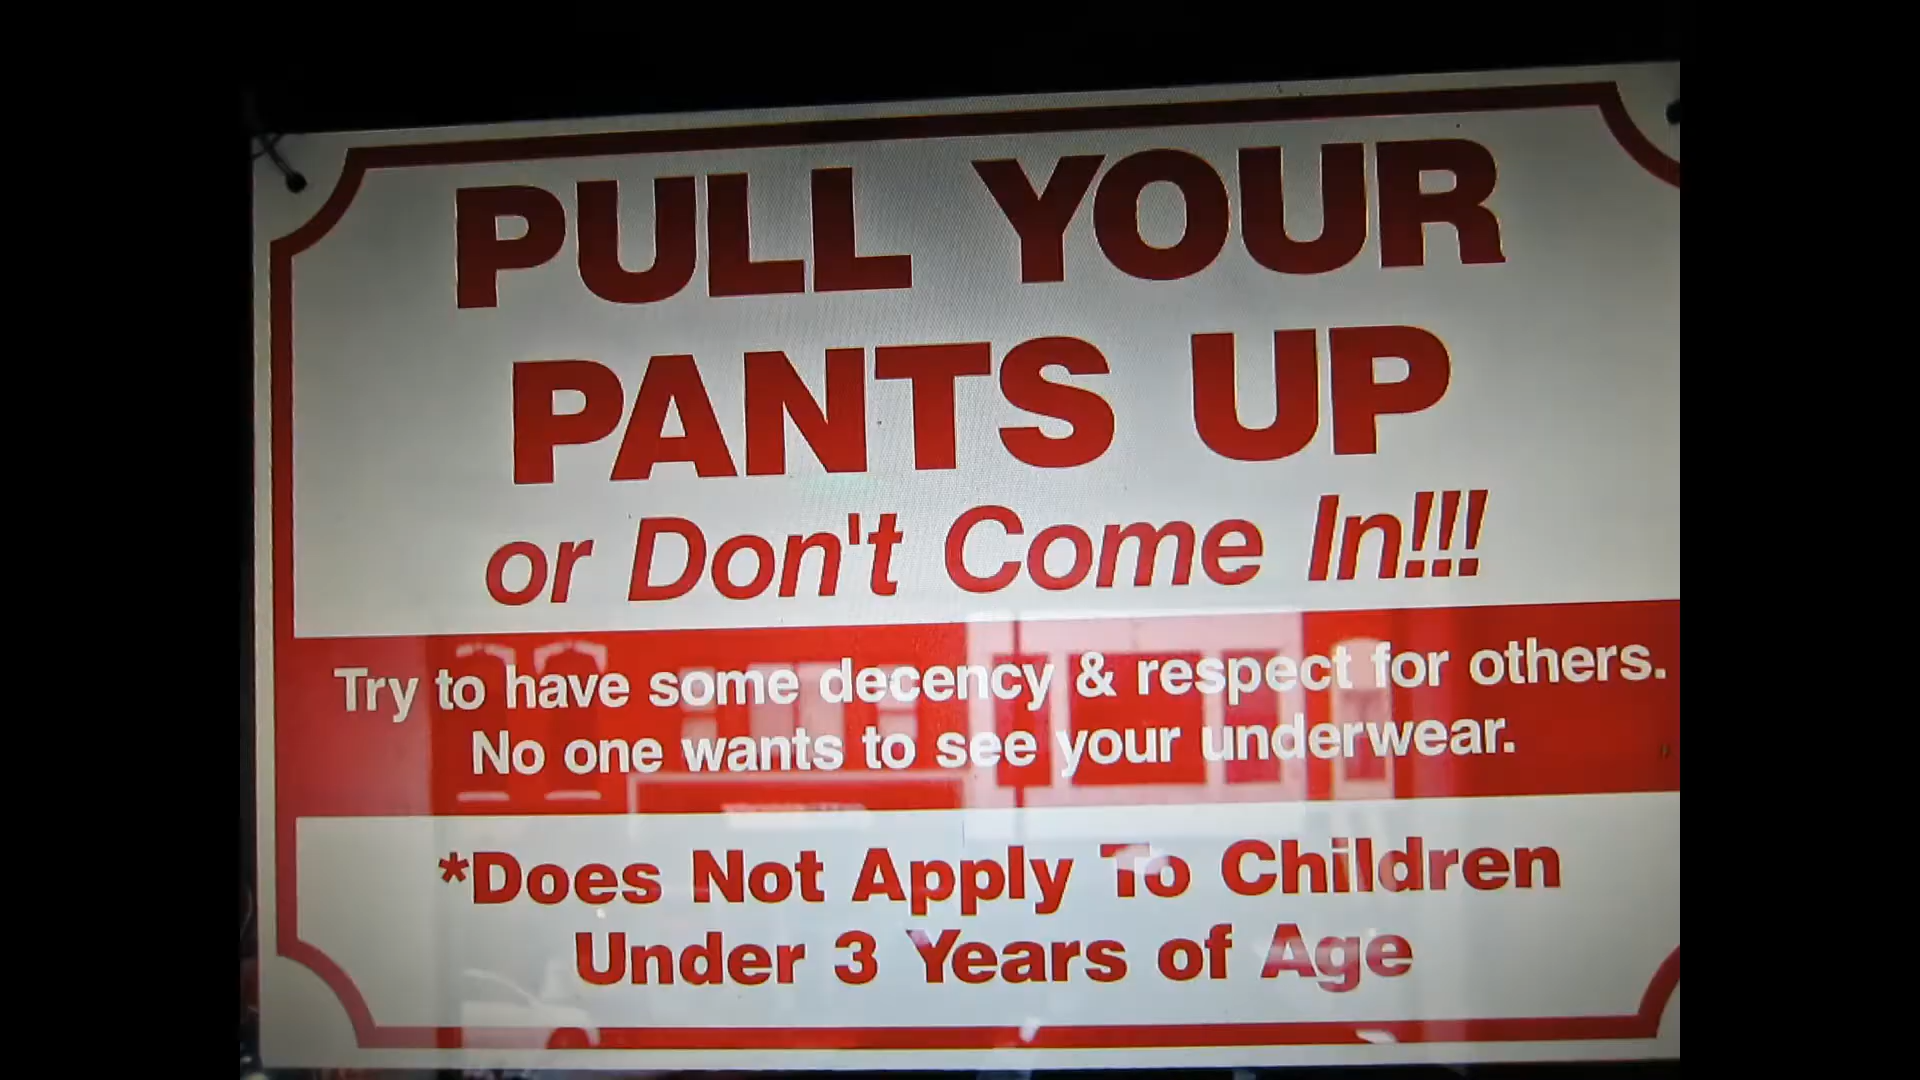 PULL YOUR
PANTS UP
or Don't Come In!!!
Try to have some decency & respect for others.
No one wants to see your underwear.
*Does Not Apply To Children
Under 3 Years of Age